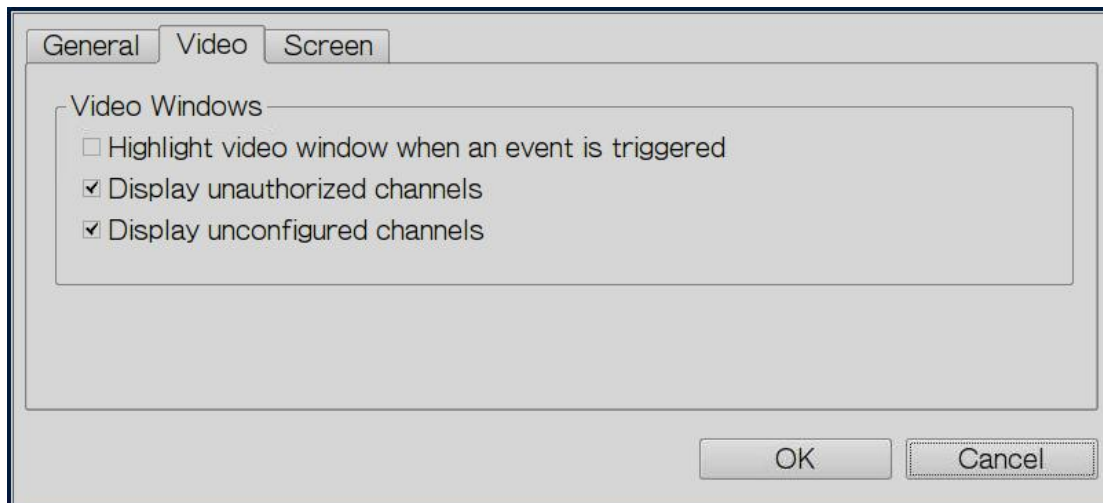 General Video Screen
Video Windows
Highlight video window when an event is triggered
Display unauthorized channels
Display unconfigured channels
OK Cancel